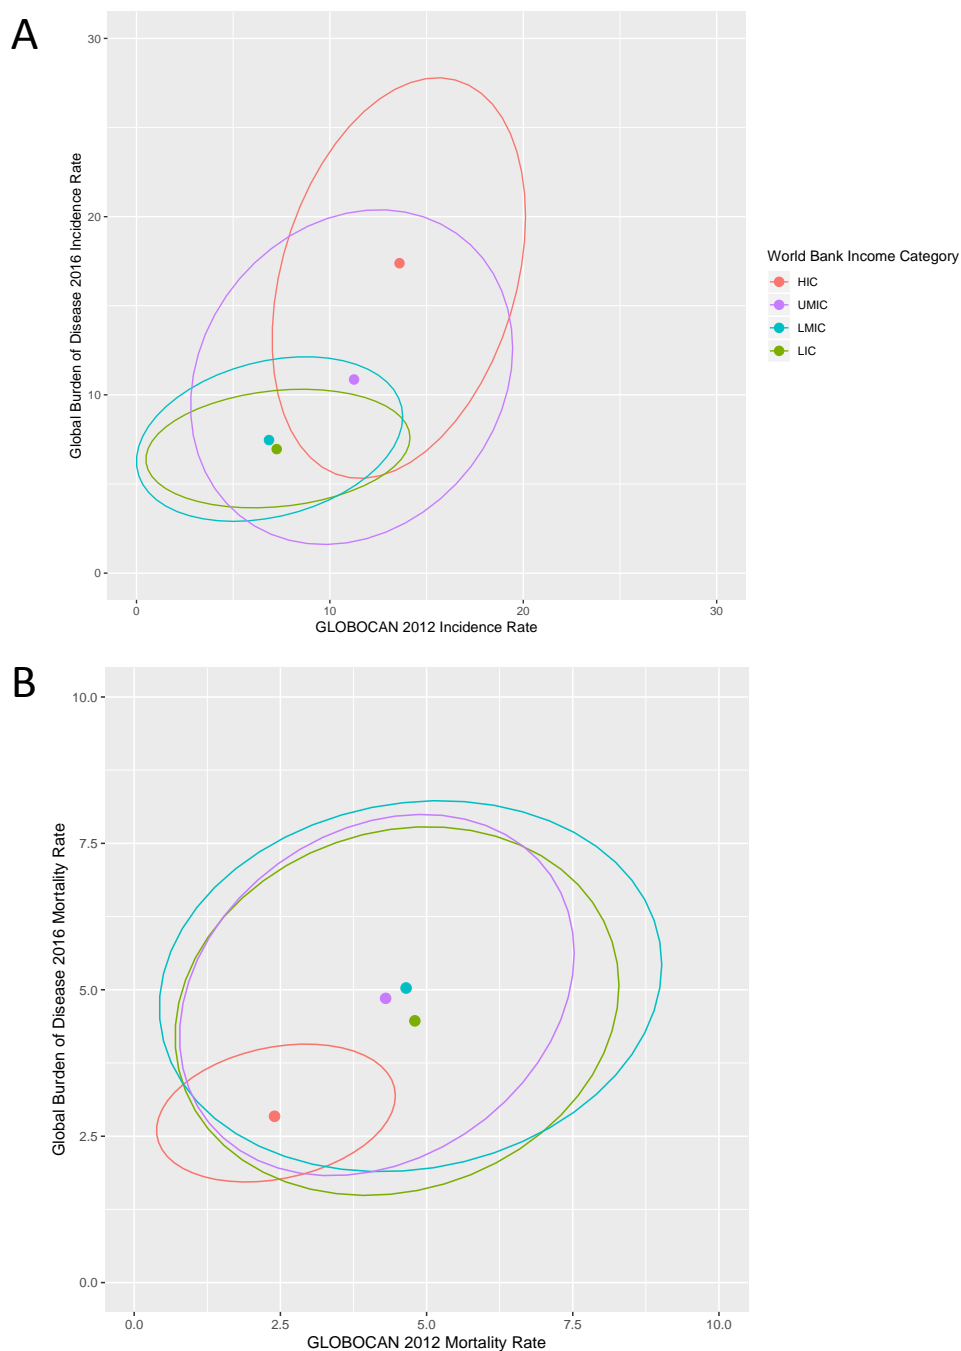 A
30
20
10
0
Global Burden of Disease 2016 Incidence Rate
0 10 20 30
GLOBOCAN 2012 Incidence Rate
World Bank Income Category
HIC
UMIC
LMIC
LIC
B
10.0
7.5
5.0
2.5
0.0
Global Burden of Disease 2016 Mortality Rate
0.0 2.5 5.0 7.5 10.0
GLOBOCAN 2012 Mortality Rate